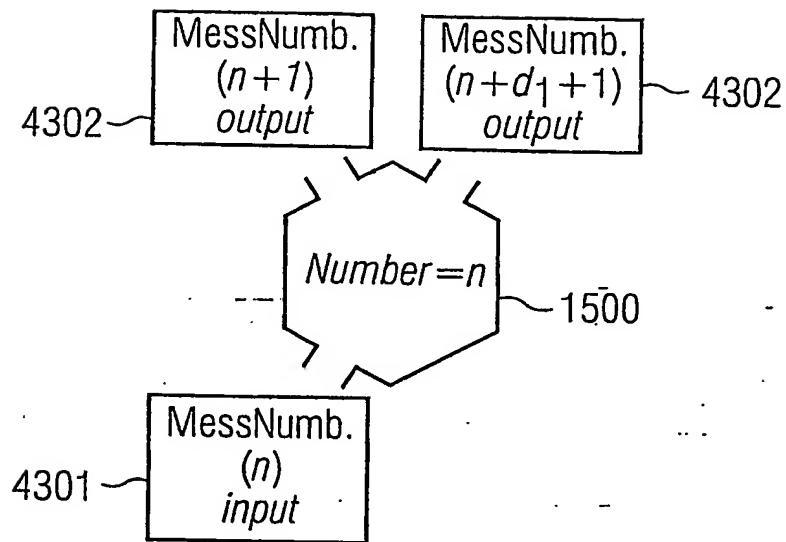 MessNumb.
(n+1)
output
4302
MessNumb.
(n+d1+1)
output
4302
Number=n
1500
MessNumb.
(n)
input
4301